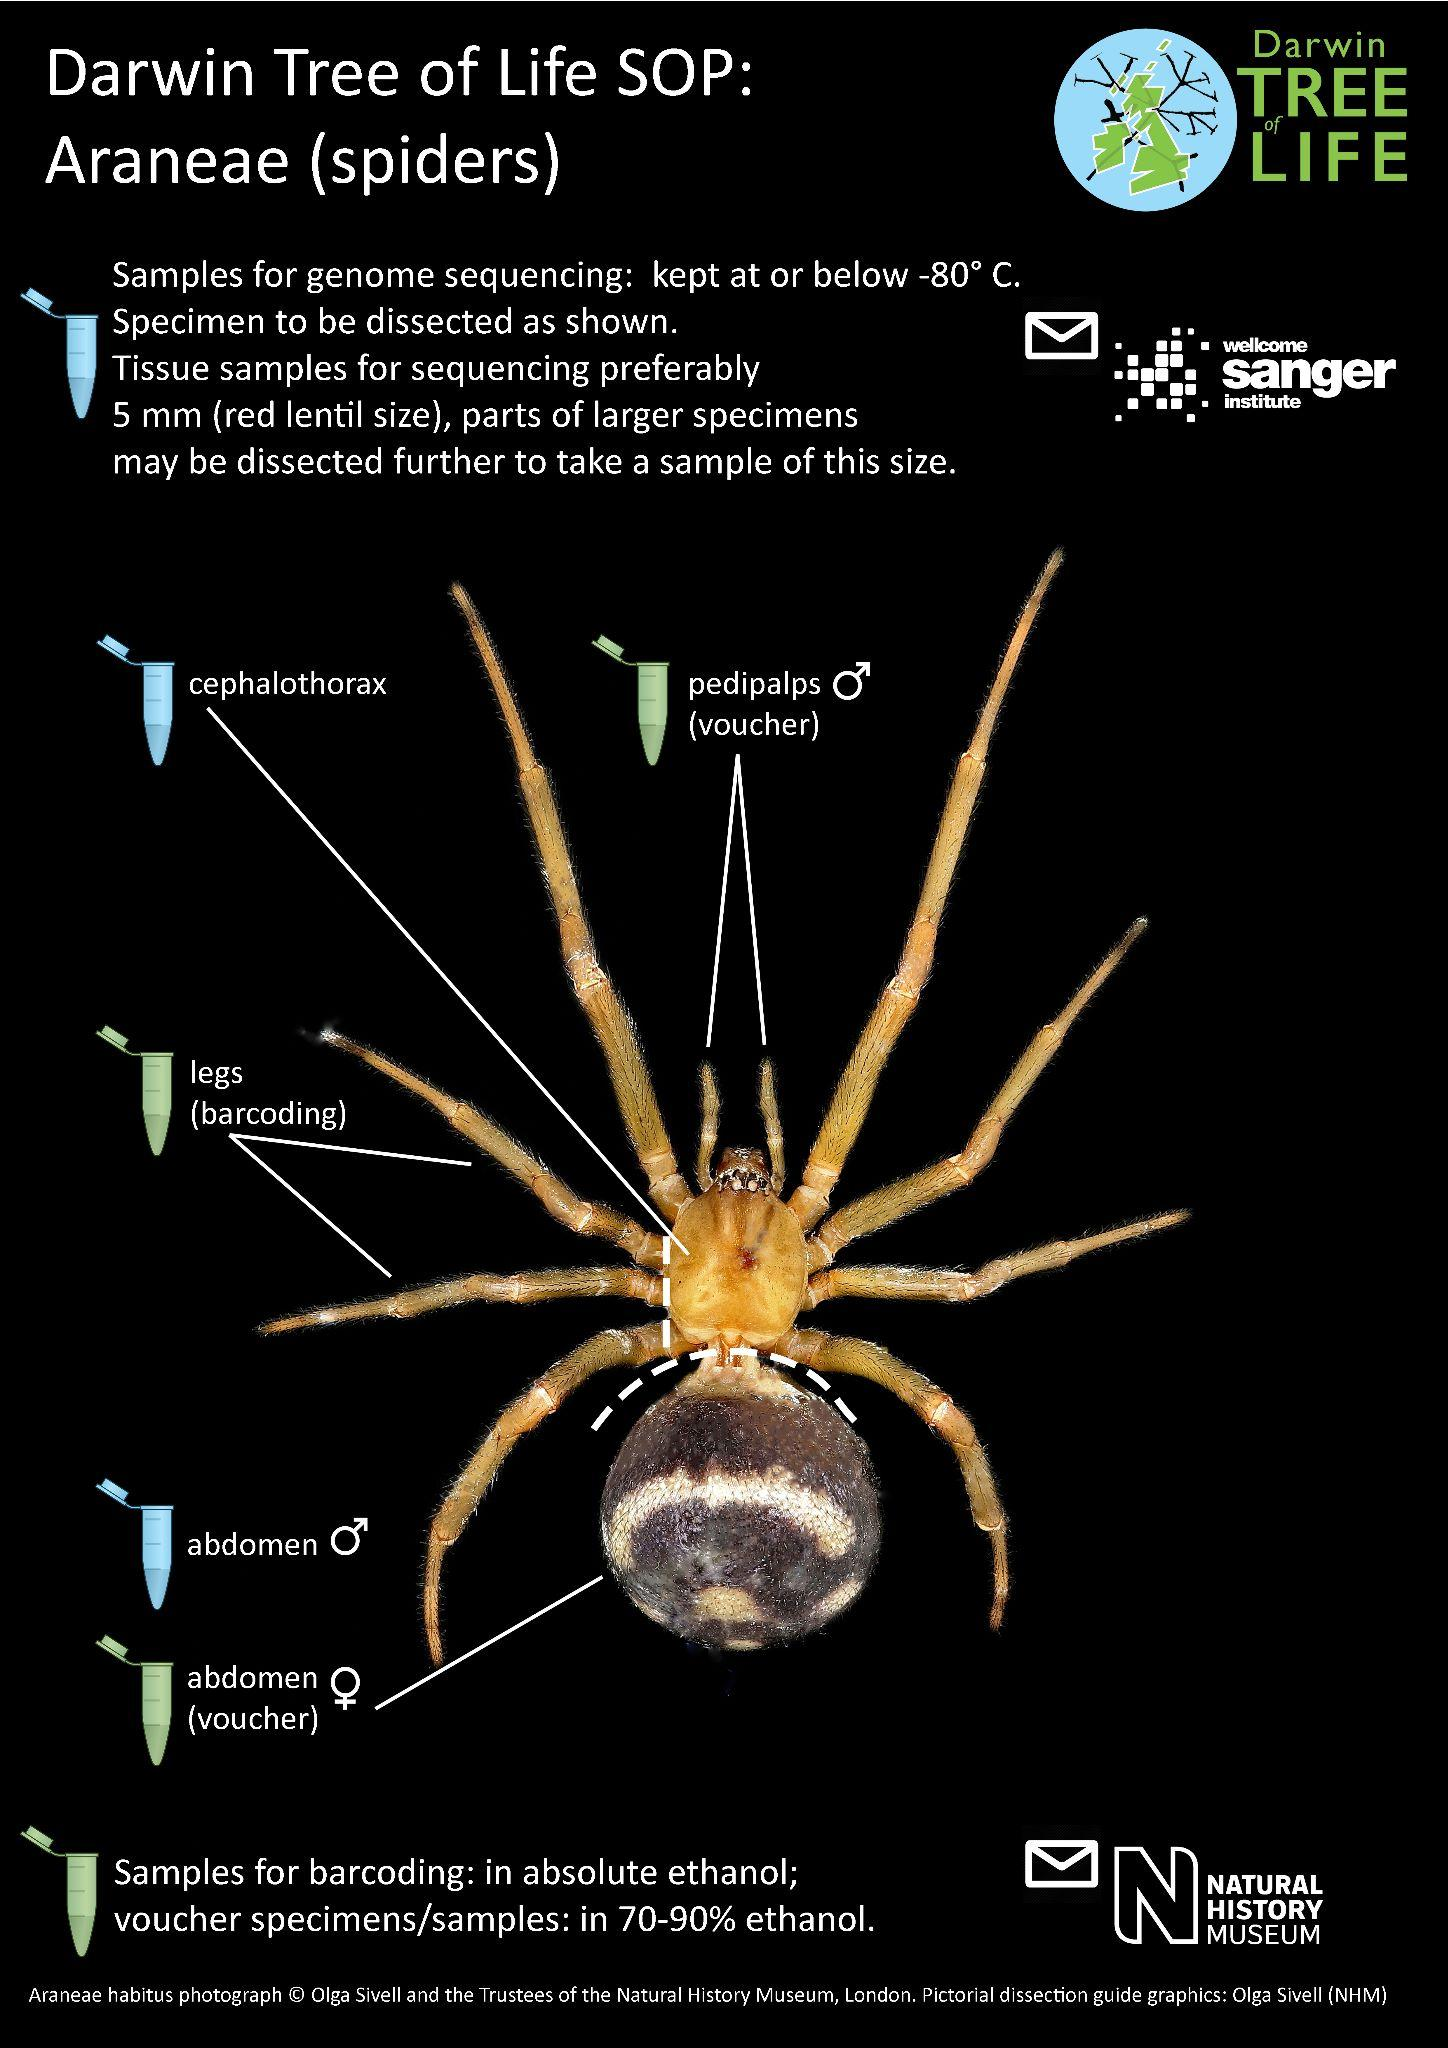 Darwin Tree of Life SOP:
Araneae (spiders)
Darwin
TREE
of
LIFE
Samples for genome sequencing:  kept at or below -80° C.
Specimen to be dissected as shown.
Tissue samples for sequencing preferably
5 mm (red lentil size), parts of larger specimens
may be dissected further to take a sample of this size.
wellcome
sanger
institute
cephalothorax
pedipalps ♂
(voucher)
legs
(barcoding)
abdomen ♂
abdomen ♀
(voucher)
Samples for barcoding: in absolute ethanol;
voucher specimens/samples: in 70-90% ethanol.
N
NATURAL
HISTORY
MUSEUM
Araneae habitus photograph © Olga Sivell and the Trustees of the Natural History Museum, London. Pictorial dissection guide graphics: Olga Sivell (NHM)